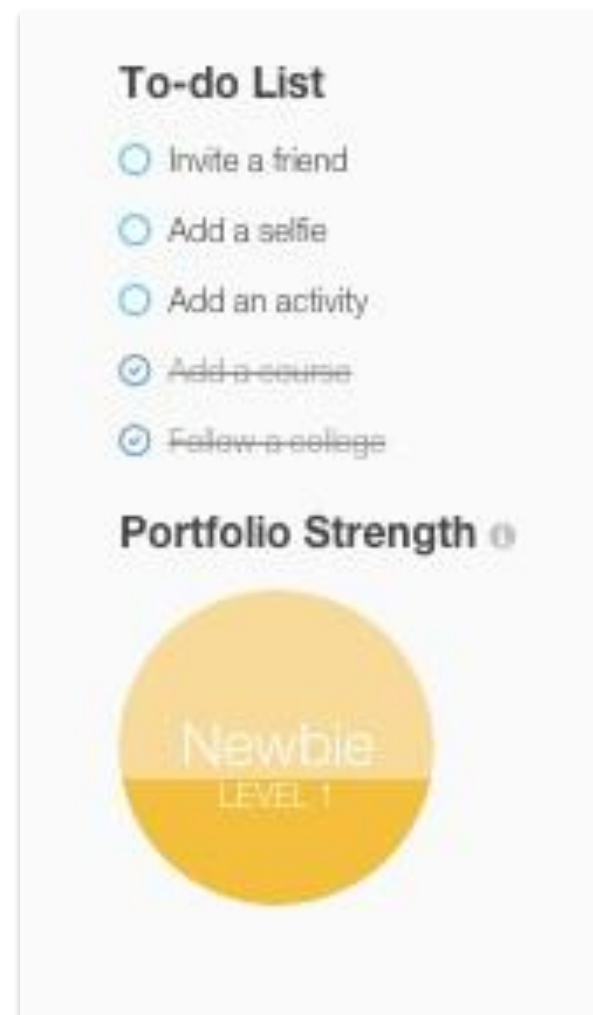 To-do List
Invite a friend
Add a selfie
Add an activity
Add a course
Follow a college
Portfolio Strength
Newbie
LEVEL 1